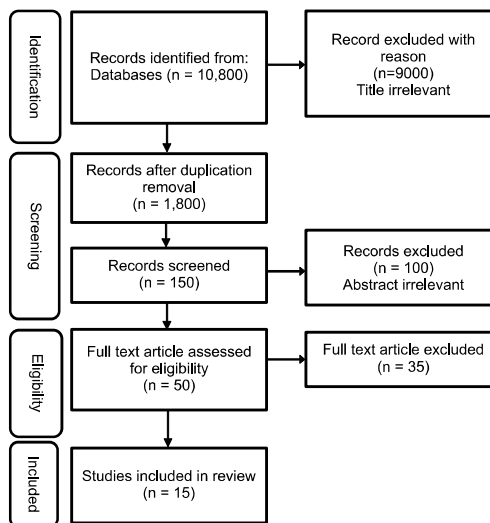 Identification
Records identified from:
Databases (n = 10,800)
Record excluded with
reason
(n=9000)
Title irrelevant
Screening
Records after duplication
removal
(n = 1,800)
Records screened
(n = 150)
Records excluded
(n = 100)
Abstract irrelevant
Eligibility
Full text article assessed
for eligibility
(n = 50)
Full text article excluded
(n = 35)
Included
Studies included in review
(n = 15)